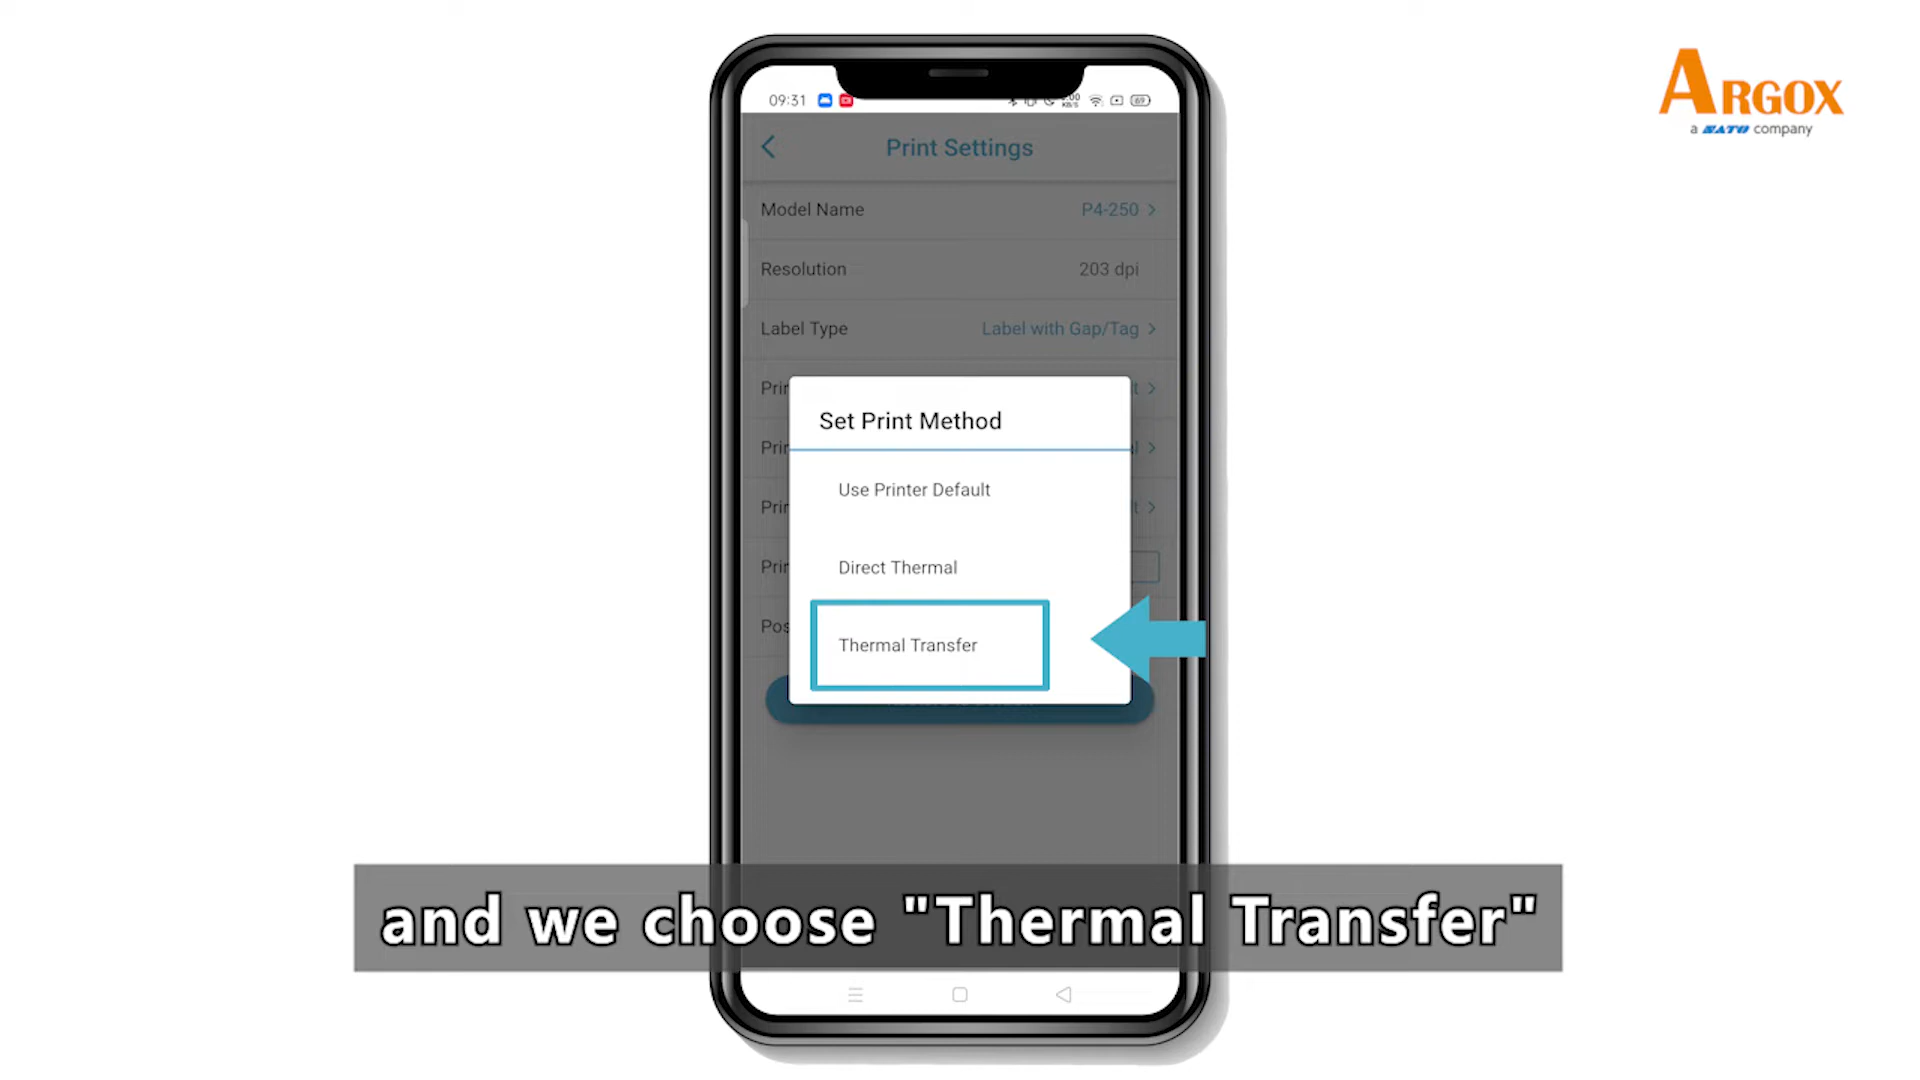 ARGOX
a SATO company
09:31
69
Print Settings
Model Name P4-250
Resolution 203 dpi
Label Type Label with Gap/Tag
Set Print Method
Use Printer Default
Direct Thermal
Thermal Transfer
and we choose "Thermal Transfer"